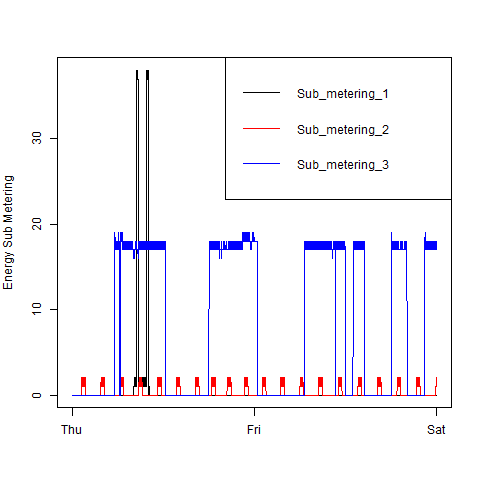 Energy Sub Metering
30
20
10
0
Sub_metering_1
Sub_metering_2
Sub_metering_3
Thu Fri Sat